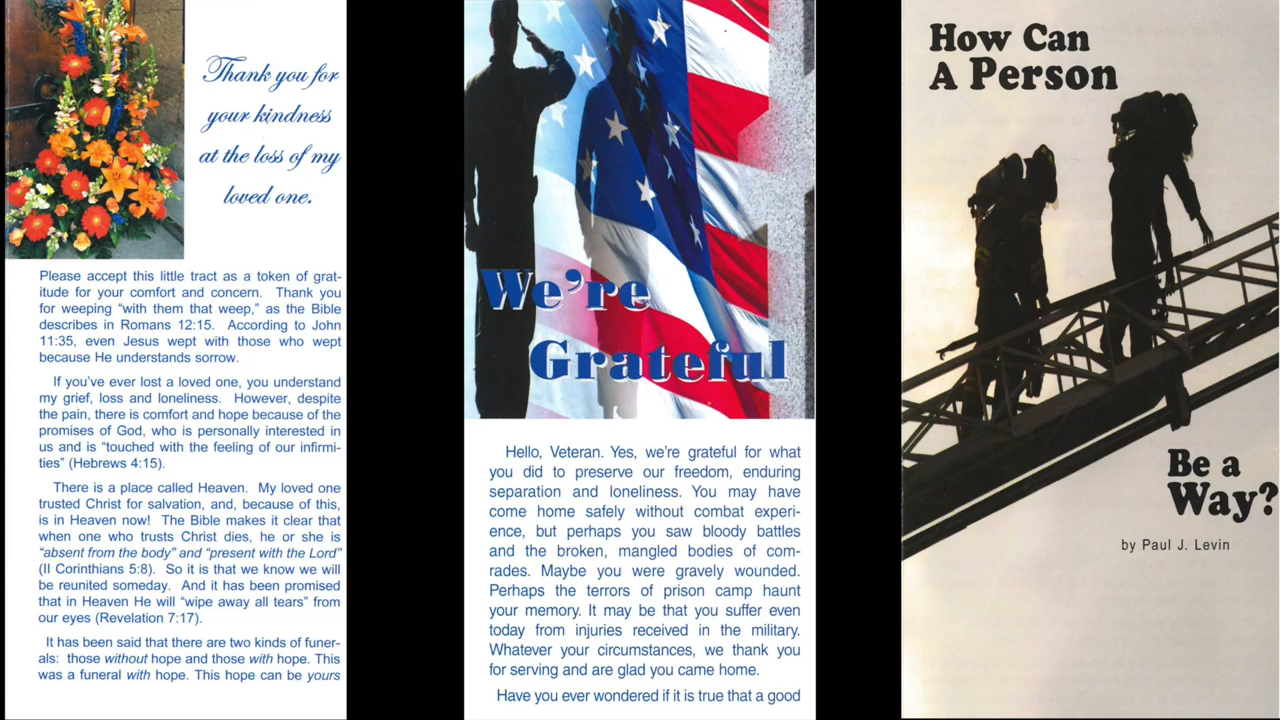 Thank you for
your kindness
at the loss of my
loved one.
Please accept this little tract as a token of grat-
itude for your comfort and concern. Thank you
for weeping “with them that weep,” as the Bible
describes in Romans 12:15. According to John
11:35, even Jesus wept with those who wept
because He understands sorrow.
If you’ve ever lost a loved one, you understand
my grief, loss and loneliness. However, despite
the pain, there is comfort and hope because of the
promises of God, who is personally interested in
us and is “touched with the feeling of our infirmi-
ties” (Hebrews 4:15).
There is a place called Heaven. My loved one
trusted Christ for salvation, and, because of this,
is in Heaven now! The Bible makes it clear that
when one who trusts Christ dies, he or she is
“absent from the body” and “present with the Lord”
(II Corinthians 5:8). So it is that we know we will
be reunited someday. And it has been promised
that in Heaven He will “wipe away all tears” from
our eyes (Revelation 7:17).
It has been said that there are two kinds of funer-
als: those without hope and those with hope. This
was a funeral with hope. This hope can be yours
We’re
Grateful
Hello, Veteran. Yes, we’re grateful for what
you did to preserve our freedom, enduring
separation and loneliness. You may have
come home safely without combat experi-
ence, but perhaps you saw bloody battles
and the broken, mangled bodies of com-
rades. Maybe you were gravely wounded.
Perhaps the terrors of prison camp haunt
your memory. It may be that you suffer even
today from injuries received in the military.
Whatever your circumstances, we thank you
for serving and are glad you came home.
Have you ever wondered if it is true that a good
How Can
A Person
Be a
Way?
by Paul J. Levin